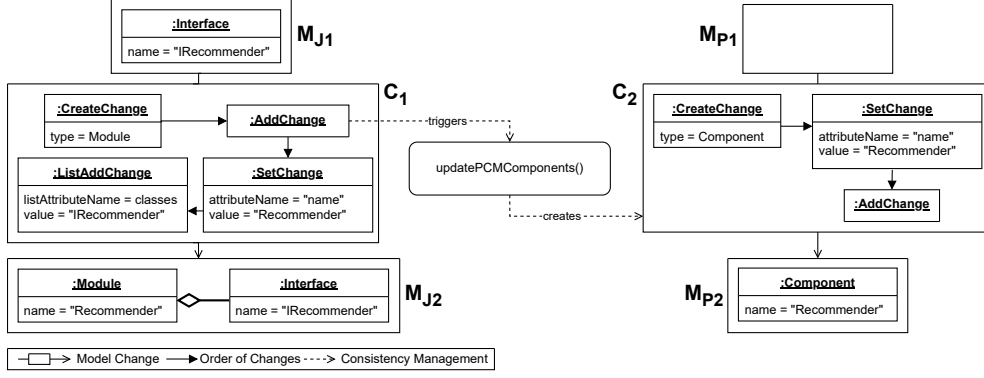 :Interface
name = "IRecommender"
MJ1
MP1
C1
:CreateChange
type = Module
:AddChange
:ListAddChange
listAttributeName = classes
value = "IRecommender"
:SetChange
attributeName = "name"
value = "Recommender"
triggers
updatePCMComponents()
creates
C2
:CreateChange
type = Component
:SetChange
attributeName = "name"
value = "Recommender"
:AddChange
:Module
name = "Recommender"
:Interface
name = "IRecommender"
MJ2
MP2
:Component
name = "Recommender"
Model Change
Order of Changes
Consistency Management